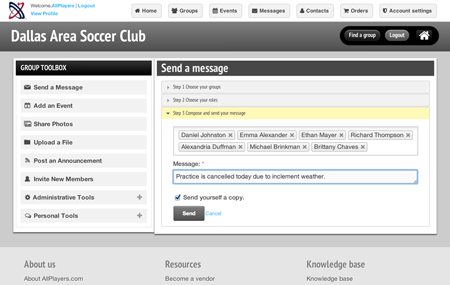 Welcome, AllPlayers | Logout
View Profile
Home
Groups
Events
Messages
Contacts
Orders
Account settings
Dallas Area Soccer Club
Find a group
Logout
GROUP TOOLBOX
Send a Message
Add an Event
Share Photos
Upload a File
Post an Announcement
Invite New Members
Administrative Tools +
Personal Tools +
Send a message
Step 1 Choose your groups
Step 2 Choose your roles
Step 3 Compose and send your message
Daniel Johnston × Emma Alexander × Ethan Mayer × Richard Thompson ×
Alexandria Duffman × Michael Brinkman × Brittany Chaves ×
Message: *
Practice is cancelled today due to inclement weather.
Send yourself a copy.
Send Cancel
About us
About AllPlayers.com
Resources
Become a vendor
Knowledge base
Knowledge base